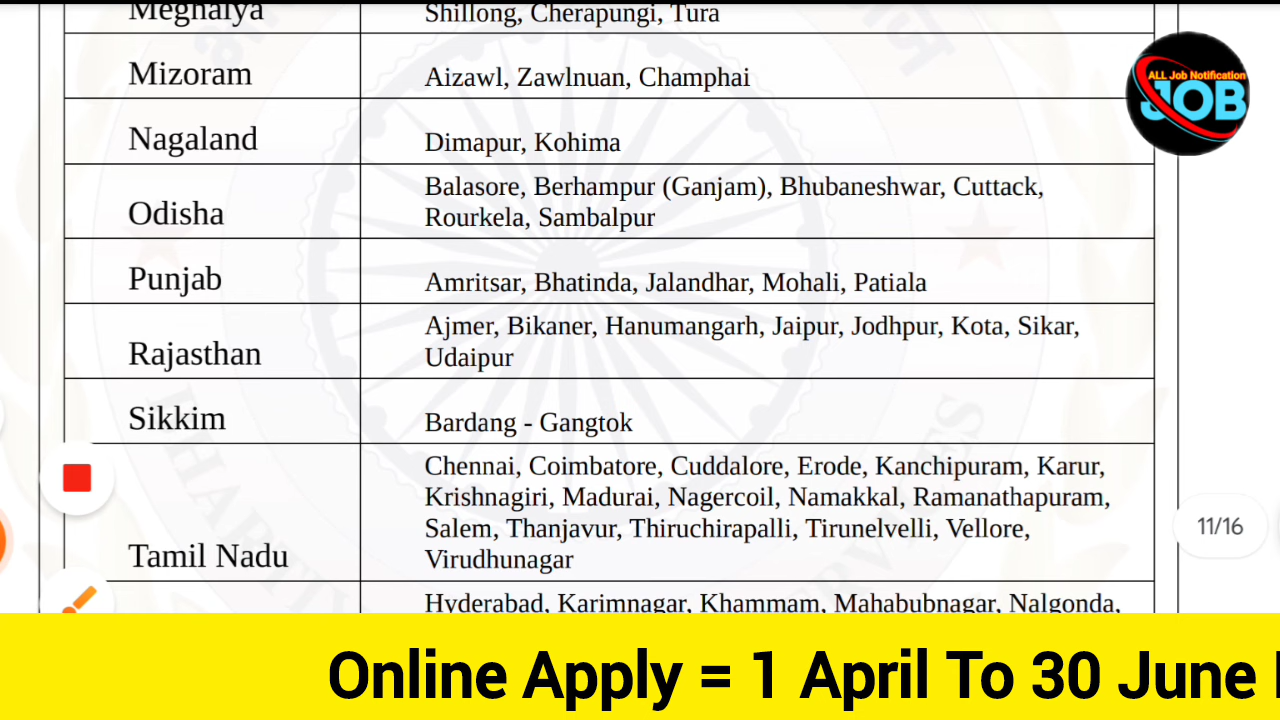 Meghalya
Shillong, Cherapungi, Tura
Mizoram
Aizawl, Zawlnuan, Champhai
Nagaland
Dimapur, Kohima
Balasore, Berhampur (Ganjam), Bhubaneshwar, Cuttack,
Rourkela, Sambalpur
Odisha
Punjab
Amritsar, Bhatinda, Jalandhar, Mohali, Patiala
Ajmer, Bikaner, Hanumangarh, Jaipur, Jodhpur, Kota, Sikar,
Udaipur
Rajasthan
Sikkim
Bardang - Gangtok
Chennai, Coimbatore, Cuddalore, Erode, Kanchipuram, Karur,
Krishnagiri, Madurai, Nagercoil, Namakkal, Ramanathapuram,
Salem, Thanjavur, Thiruchirapalli, Tirunelvelli, Vellore,
Virudhunagar
Tamil Nadu
Hyderabad, Karimnagar, Khammam, Mahabubnagar, Nalgonda,
ALL Job Notification
JOB
11/16
Online Apply = 1 April To 30 June